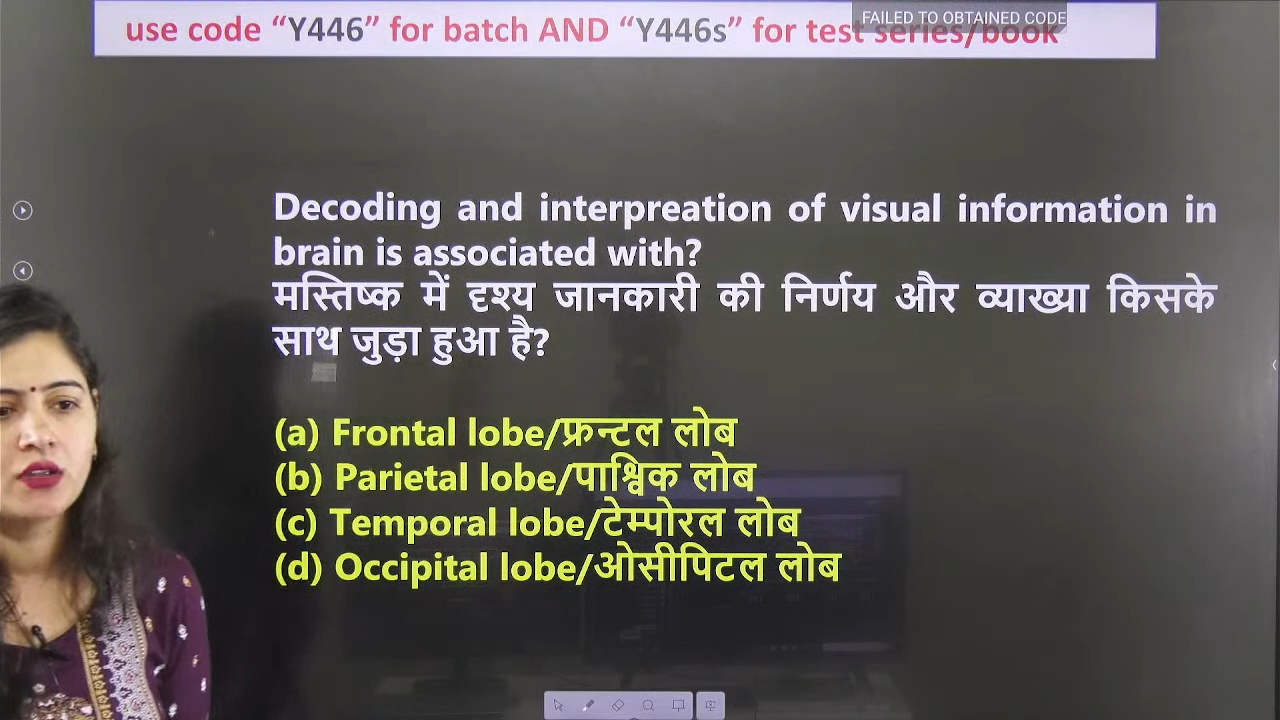 use code “Y446” for batch AND “Y446s” for test series/book
FAILED TO OBTAINED CODE
Decoding and interpreation of visual information in
brain is associated with?
मस्तिष्क में दृश्य जानकारी की निर्णय और व्याख्या किसके
साथ जुड़ा हुआ है?
(a) Frontal lobe/फ्रन्टल लोब
(b) Parietal lobe/पाश्विक लोब
(c) Temporal lobe/टेम्पोरल लोब
(d) Occipital lobe/ओसीपिटल लोब